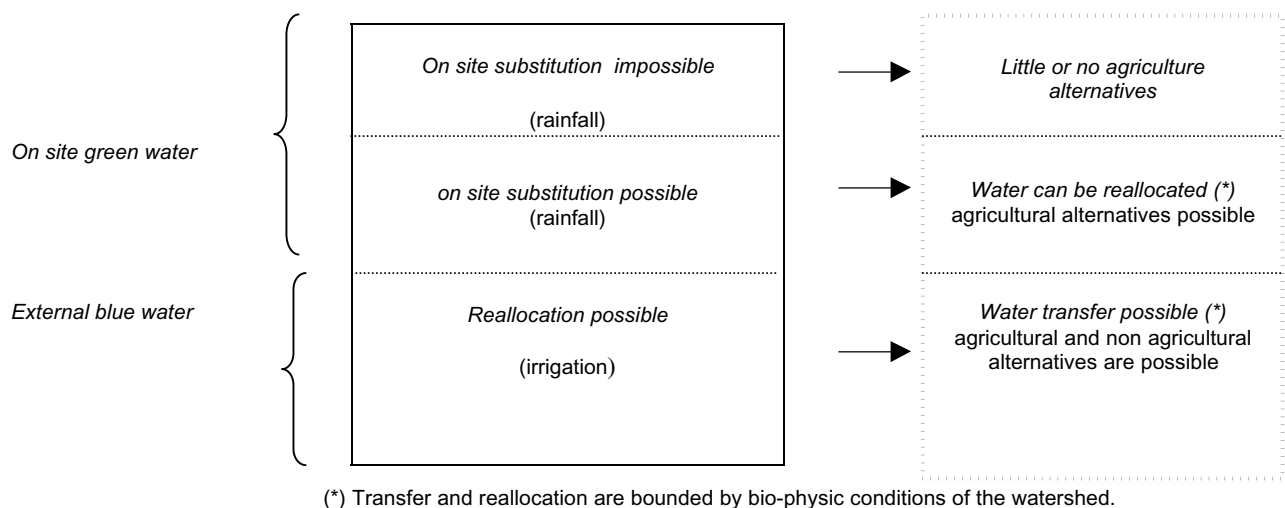 On site green water
On site substitution impossible
(rainfall)
Little or no agriculture
alternatives
on site substitution possible
(rainfall)
Water can be reallocated (*)
agricultural alternatives possible
External blue water
Reallocation possible
(irrigation)
Water transfer possible (*)
agricultural and non agricultural
alternatives are possible
(*) Transfer and reallocation are bounded by bio-physic conditions of the watershed.